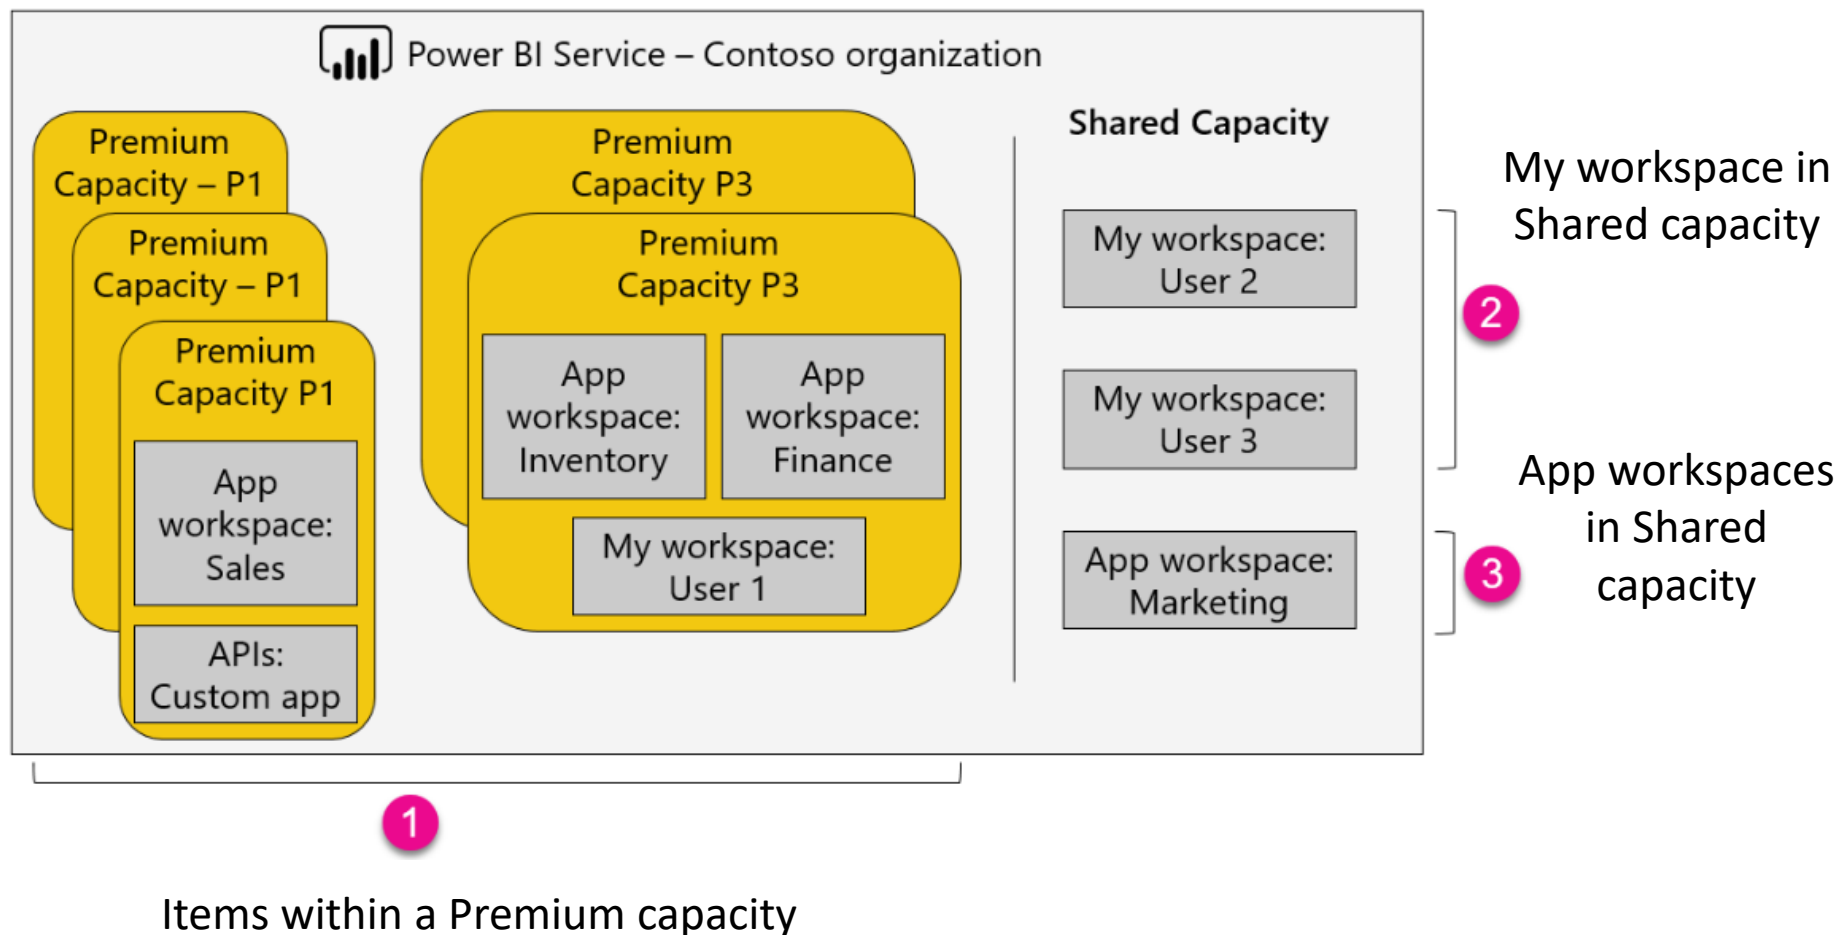 Power BI Service – Contoso organization
Premium
Capacity – P1
Premium
Capacity – P1
Premium
Capacity P1
App
workspace:
Sales
APIs:
Custom app
Premium
Capacity P3
Premium
Capacity P3
App
workspace:
Inventory
App
workspace:
Finance
My workspace:
User 1
Shared Capacity
My workspace:
User 2
My workspace:
User 3
App workspace:
Marketing
My workspace in
Shared capacity
2
App workspaces
in Shared
capacity
3
1
Items within a Premium capacity